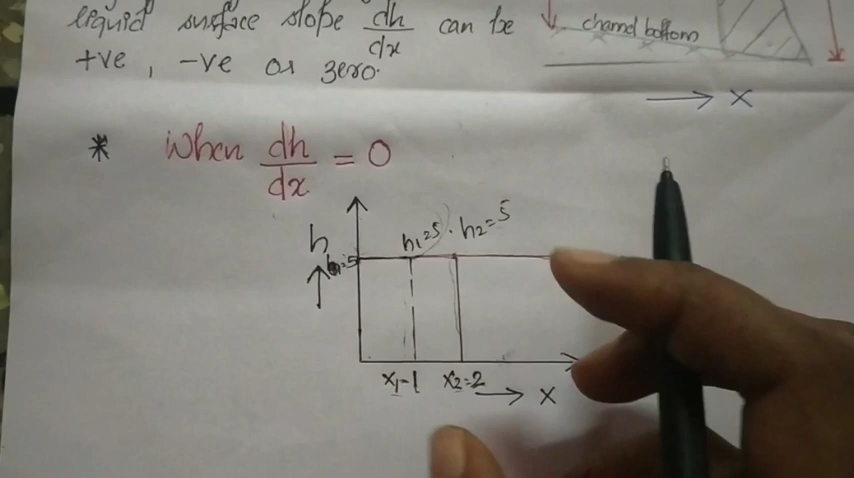 liquid surface slope dh/dx can be
+ve, -ve or zero.
channel bottom
→ x
* When dh/dx = 0
h
h=5
h1=5. h2=5
x1-1 x2=2
→ x